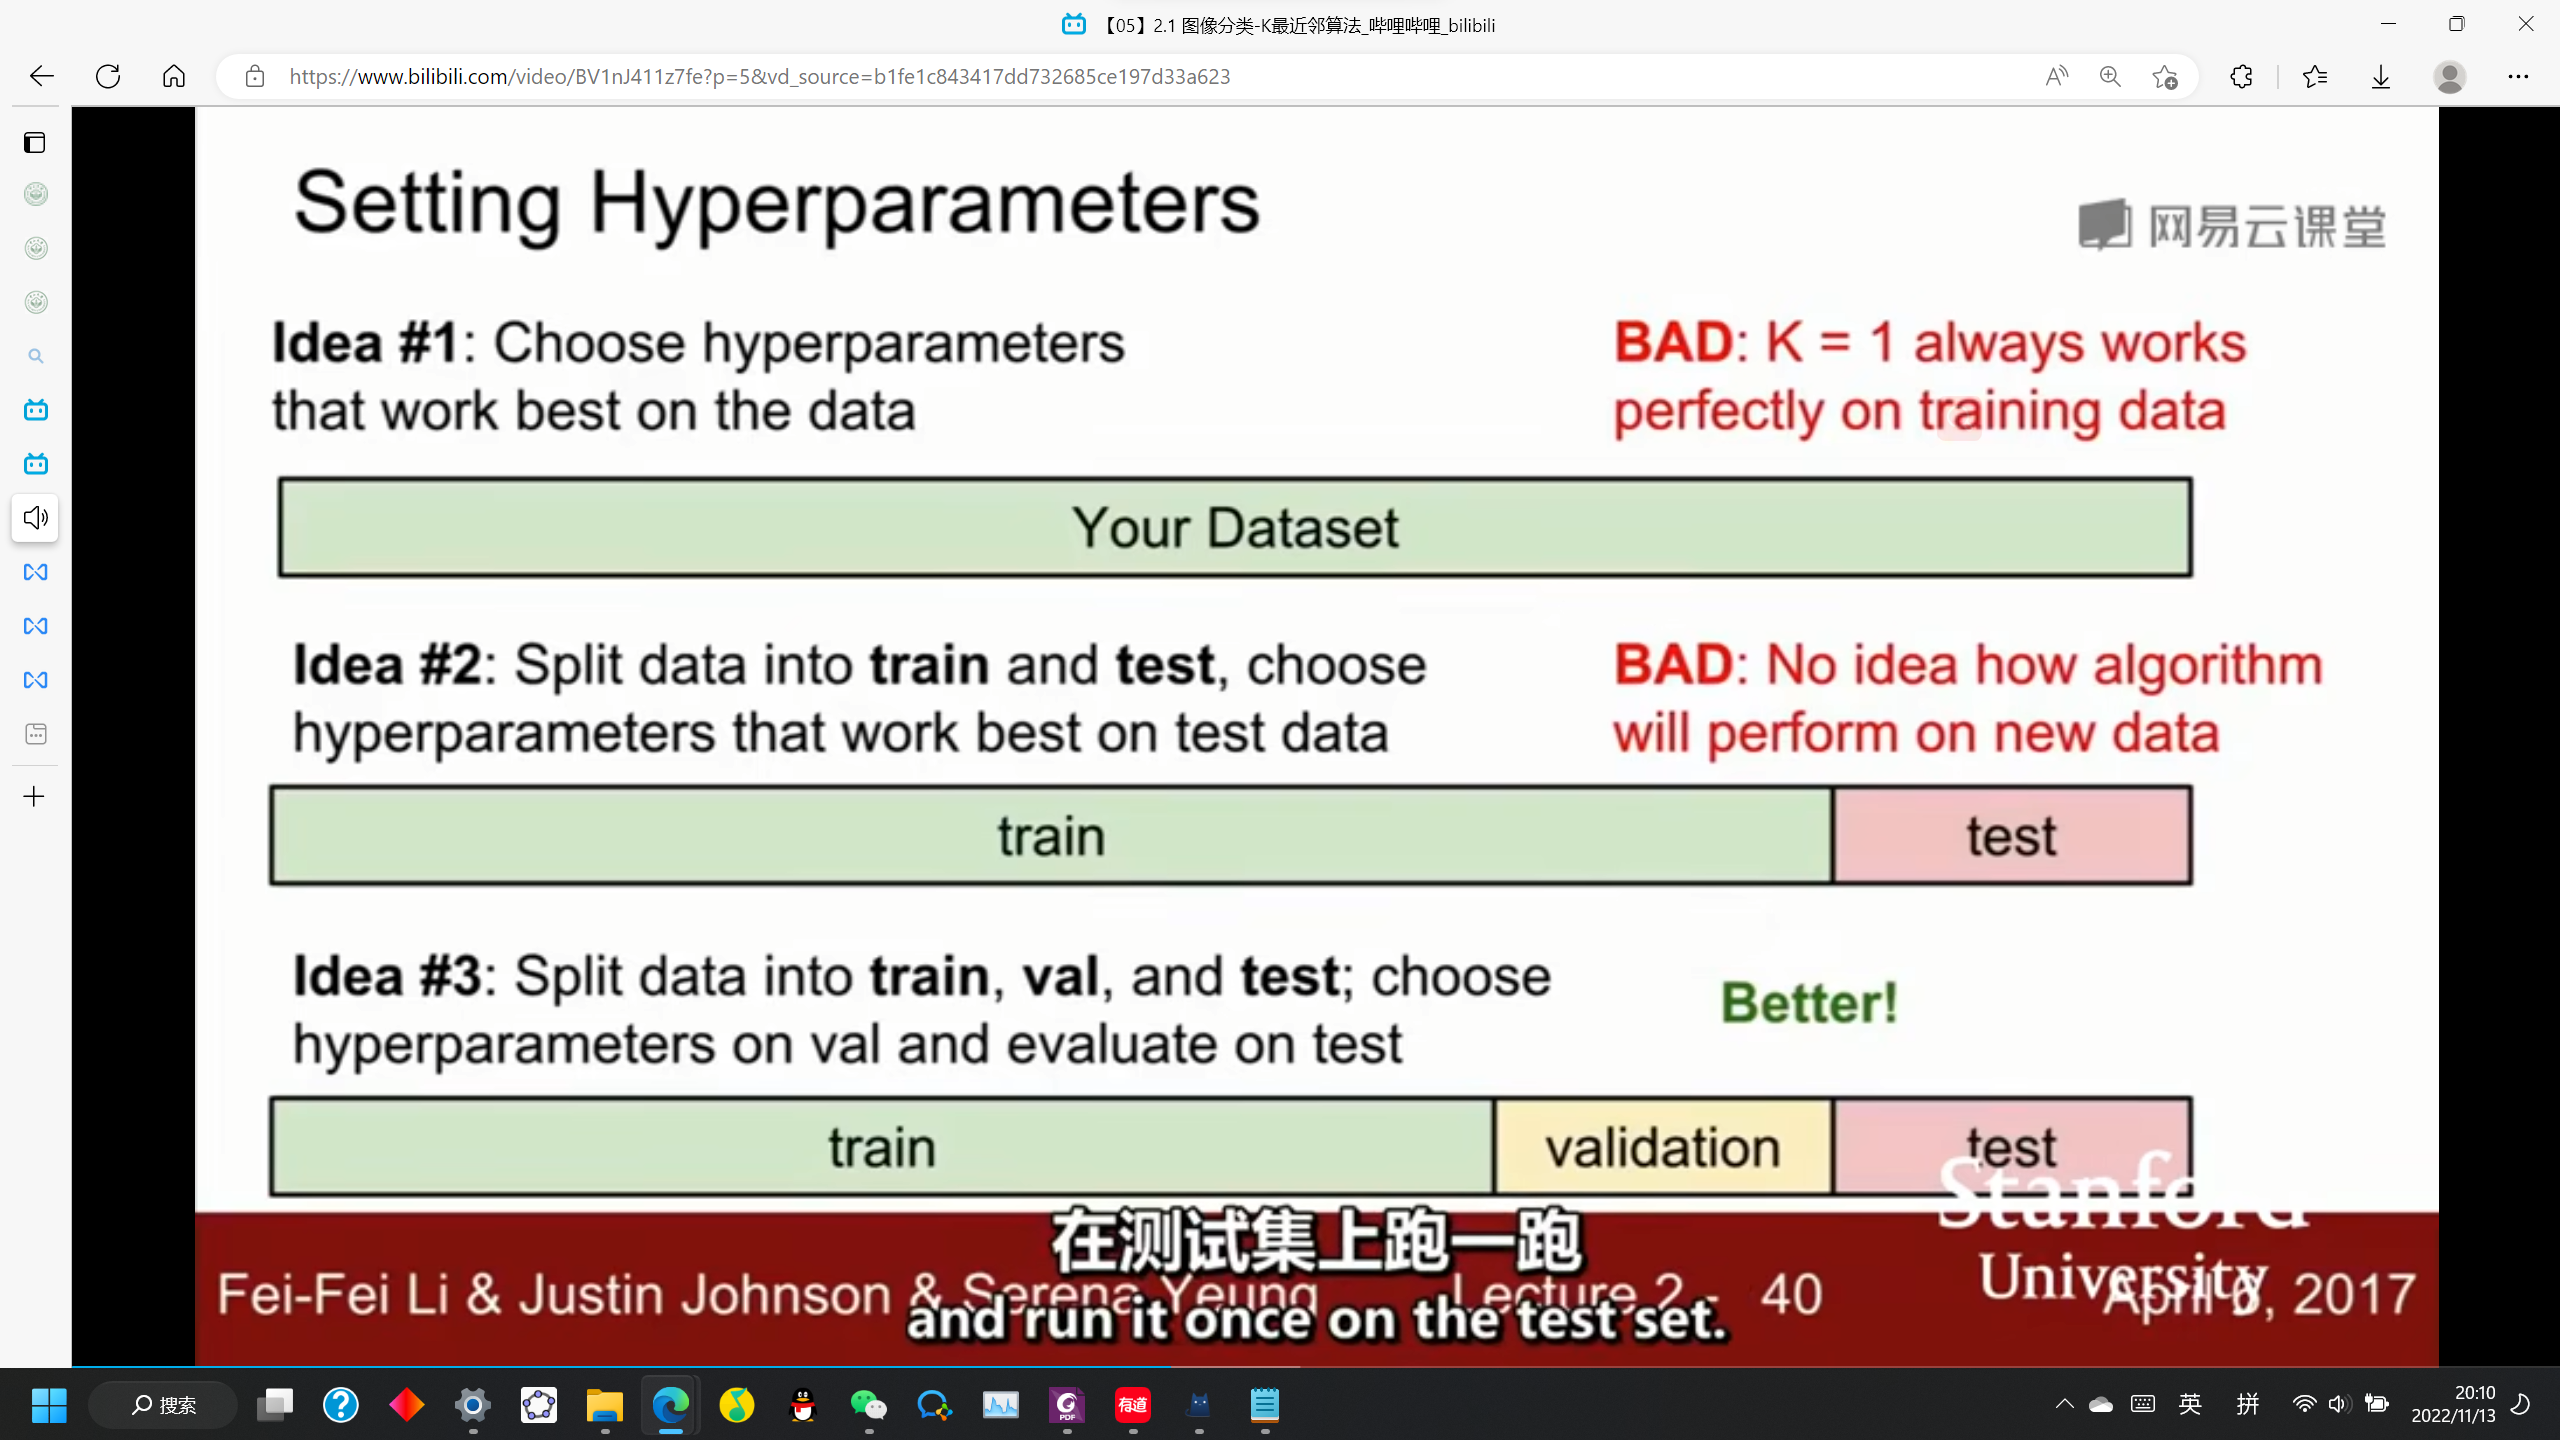 【05】2.1 图像分类-K最近邻算法_哔哩哔哩_bilibili
https://www.bilibili.com/video/BV1nJ411z7fe?p=5&vd_source=b1fe1c843417dd732685ce197d33a623
Setting Hyperparameters
网易云课堂
Idea #1: Choose hyperparameters
that work best on the data
BAD: K = 1 always works
perfectly on training data
Your Dataset
Idea #2: Split data into train and test, choose
hyperparameters that work best on test data
BAD: No idea how algorithm
will perform on new data
train
test
Idea #3: Split data into train, val, and test; choose
hyperparameters on val and evaluate on test
Better!
train
validation
test
Stanford
University
在测试集上跑一跑
Fei-Fei Li & Justin Johnson & Serena Yeung
Lecture 2 - 40
April 6, 2017
and run it once on the test set.
搜索
PDF
有道
英
拼
20:10
2022/11/13